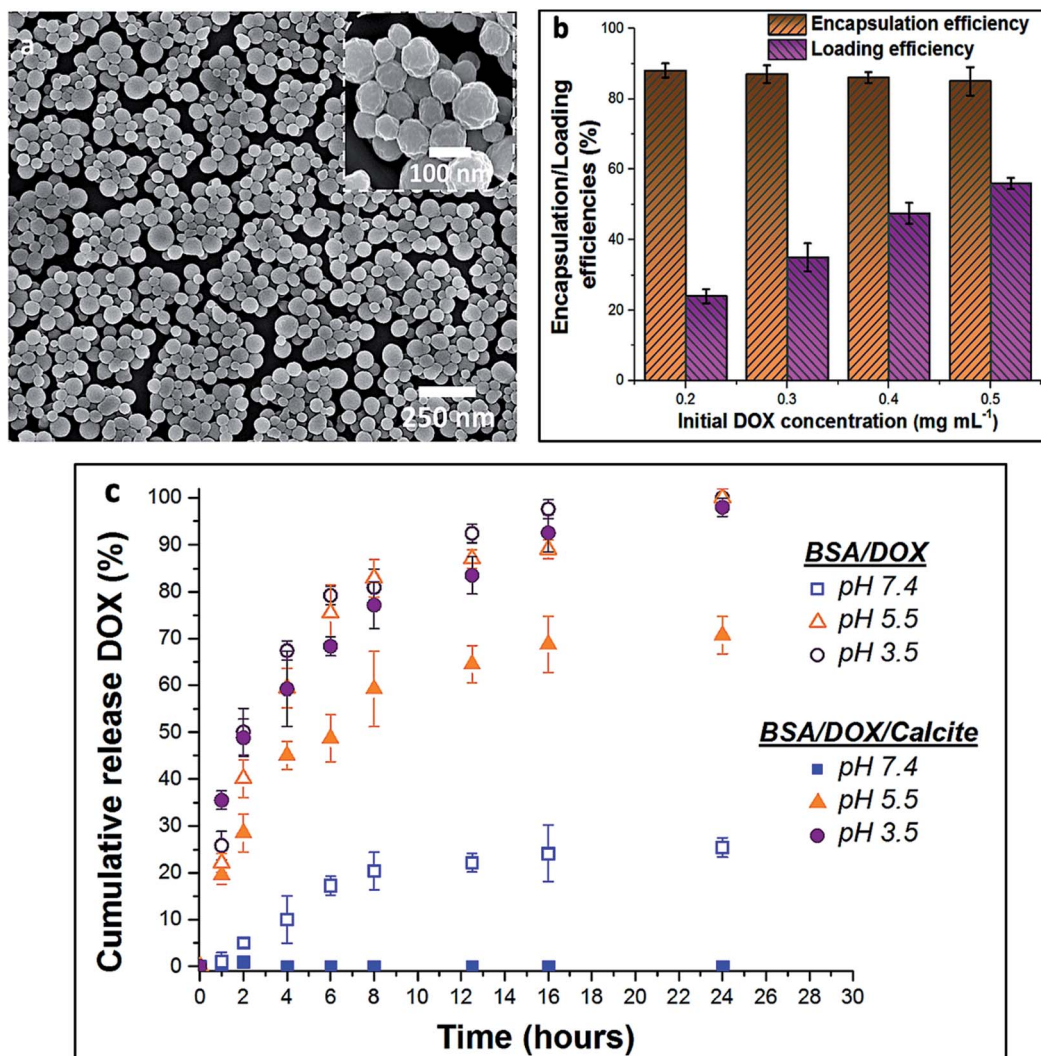 a
100 nm
250 nm
b
Encapsulation efficiency
Loading efficiency
Encapsulation/Loading
efficiencies (%)
100
80
60
40
20
0
0.2 0.3 0.4 0.5
Initial DOX concentration (mg mL⁻¹)
c
Cumulative release DOX (%)
100
90
80
70
60
50
40
30
20
10
0
0 2 4 6 8 10 12 14 16 18 20 22 24 26 28 30
Time (hours)
BSA/DOX
pH 7.4
pH 5.5
pH 3.5
BSA/DOX/Calcite
pH 7.4
pH 5.5
pH 3.5